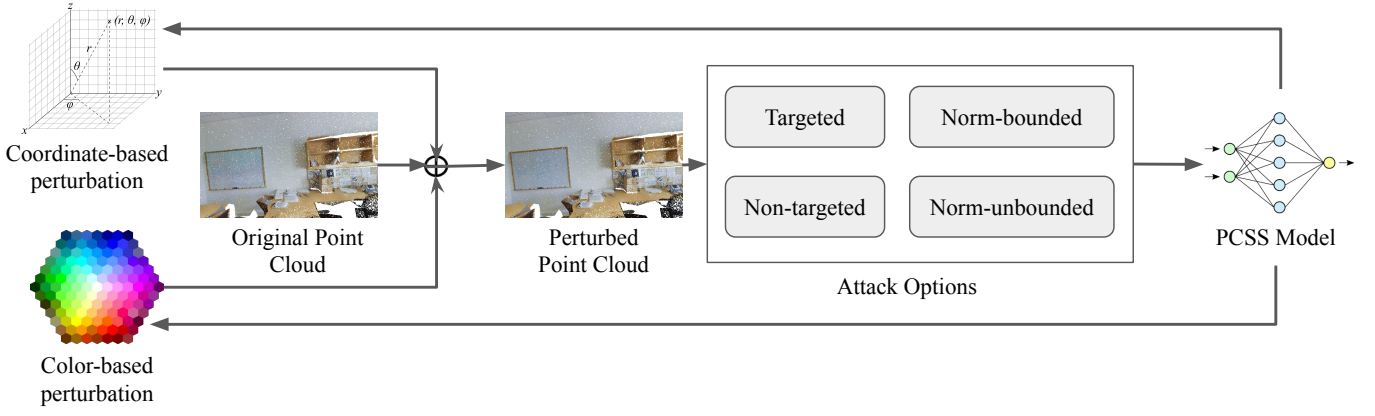 z
(r, θ, φ)
r
θ
φ
y
x
Coordinate-based
perturbation
Original Point
Cloud
Perturbed
Point Cloud
Targeted
Norm-bounded
Non-targeted
Norm-unbounded
Attack Options
PCSS Model
Color-based
perturbation